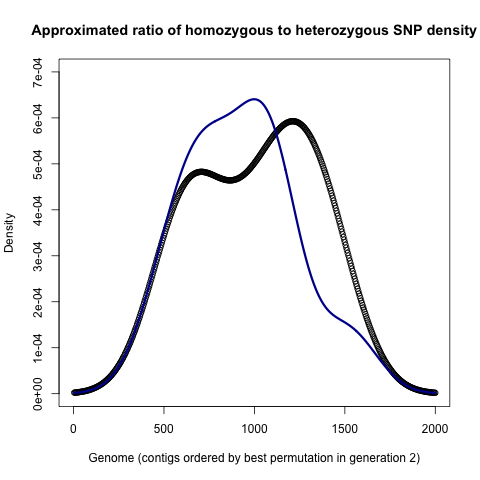 Approximated ratio of homozygous to heterozygous SNP density
7e-04
6e-04
5e-04
4e-04
3e-04
2e-04
1e-04
0e+00
Density
0 500 1000 1500 2000
Genome (contigs ordered by best permutation in generation 2)